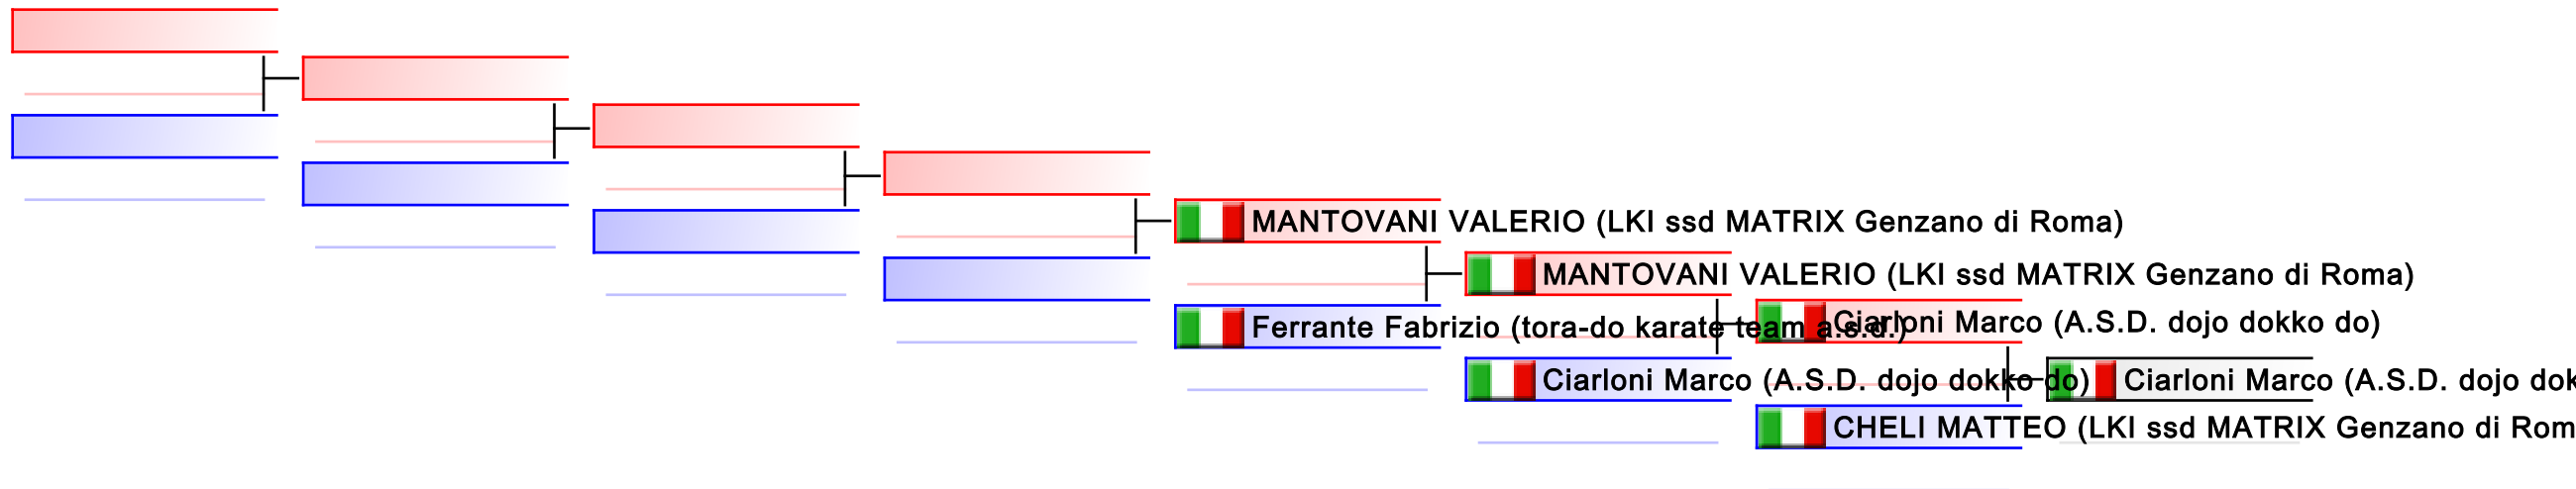 MANTOVANI VALERIO (LKI ssd MATRIX Genzano di Roma)
MANTOVANI VALERIO (LKI ssd MATRIX Genzano di Roma)
Ferrante Fabrizio (tora-do karate team a.s.d.)
Ciarloni Marco (A.S.D. dojo dokko do)
Ciarloni Marco (A.S.D. dojo dokko do)
Ciarloni Marco (A.S.D. dojo
CHELI MATTEO (LKI ssd MATRIX Genzano di